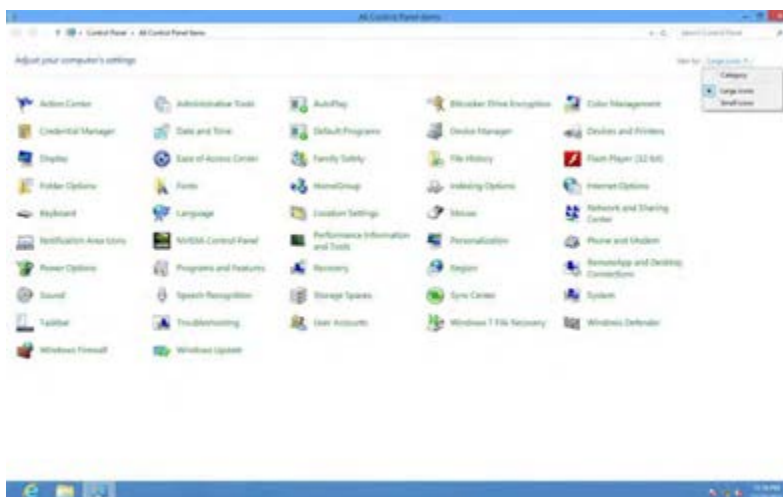 All Control Panel Items
Control Panel › All Control Panel Items
Search Control Panel
Adjust your computer's settings
View by: Large icons
Category
Large icons
Small icons
Action Center
Administrative Tools
AutoPlay
BitLocker Drive Encryption
Color Management
Credential Manager
Date and Time
Default Programs
Device Manager
Devices and Printers
Display
Ease of Access Center
Family Safety
File History
Flash Player (32-bit)
Folder Options
Fonts
HomeGroup
Indexing Options
Internet Options
Keyboard
Language
Location Settings
Mouse
Network and Sharing
Center
Notification Area Icons
NVIDIA Control Panel
Performance Information
and Tools
Personalization
Phone and Modem
Power Options
Programs and Features
Recovery
Region
RemoteApp and Desktop
Connections
Sound
Speech Recognition
Storage Spaces
Sync Center
System
Taskbar
Troubleshooting
User Accounts
Windows 7 File Recovery
Windows Defender
Windows Firewall
Windows Update